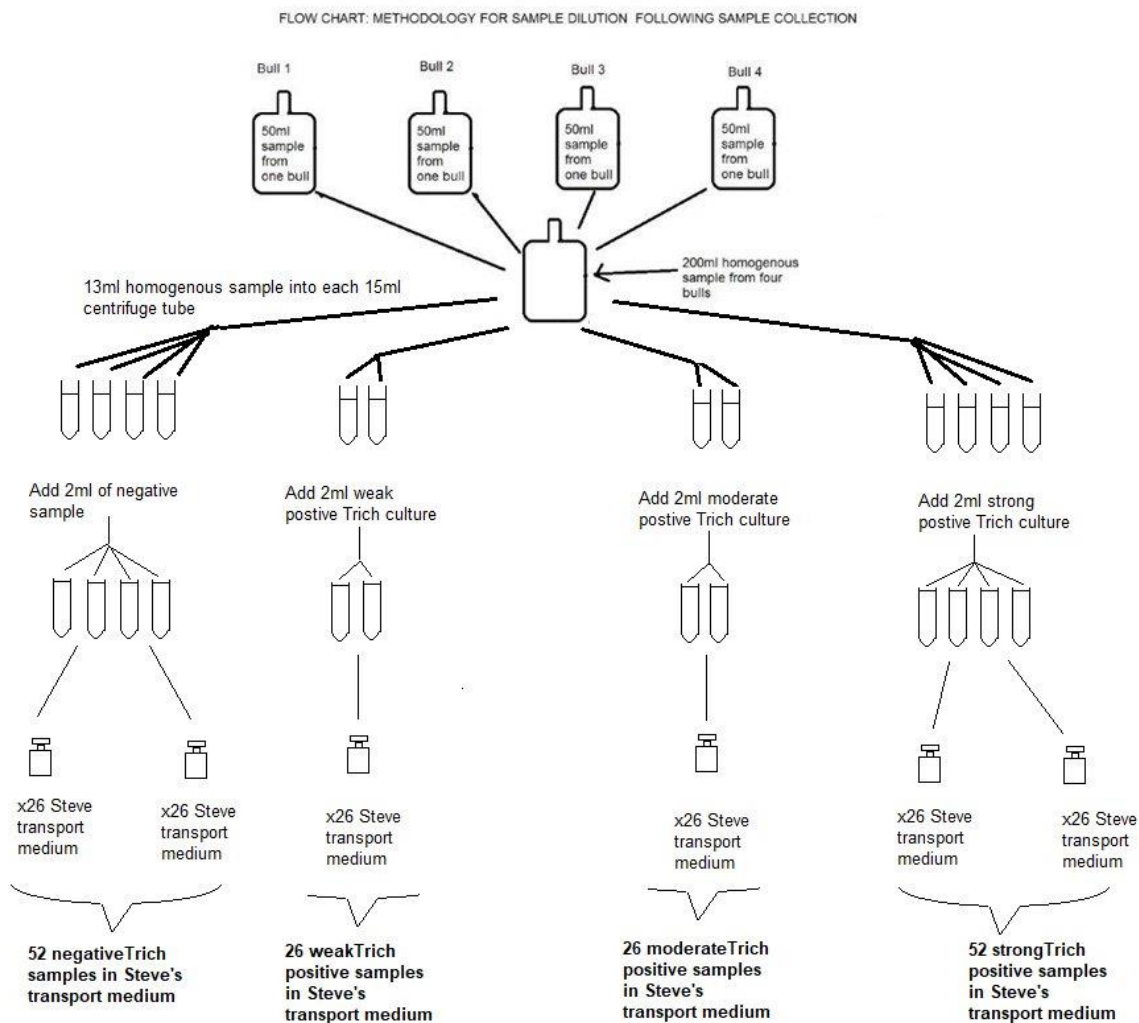 FLOW CHART: METHODOLOGY FOR SAMPLE DILUTION FOLLOWING SAMPLE COLLECTION
Bull 1
Bull 2
Bull 3
Bull 4
50ml
sample
from
one bull
50ml
sample
from
one bull
50ml
sample
from
one bull
50ml
sample
from
one bull
200ml homogenous
sample from four
bulls
13ml homogenous sample into each 15ml
centrifuge tube
Add 2ml of negative
sample
Add 2ml weak
postive Trich culture
Add 2ml moderate
postive Trich culture
Add 2ml strong
postive Trich culture
x26 Steve
transport
medium
x26 Steve
transport
medium
x26 Steve
transport
medium
x26 Steve
transport
medium
x26 Steve
transport
medium
x26 Steve
transport
medium
52 negativeTrich
samples in Steve's
transport medium
26 weakTrich
positive samples
in Steve's
transport medium
26 moderateTrich
positive samples
in Steve's
transport medium
52 strongTrich
positive samples
in Steve's
transport medium